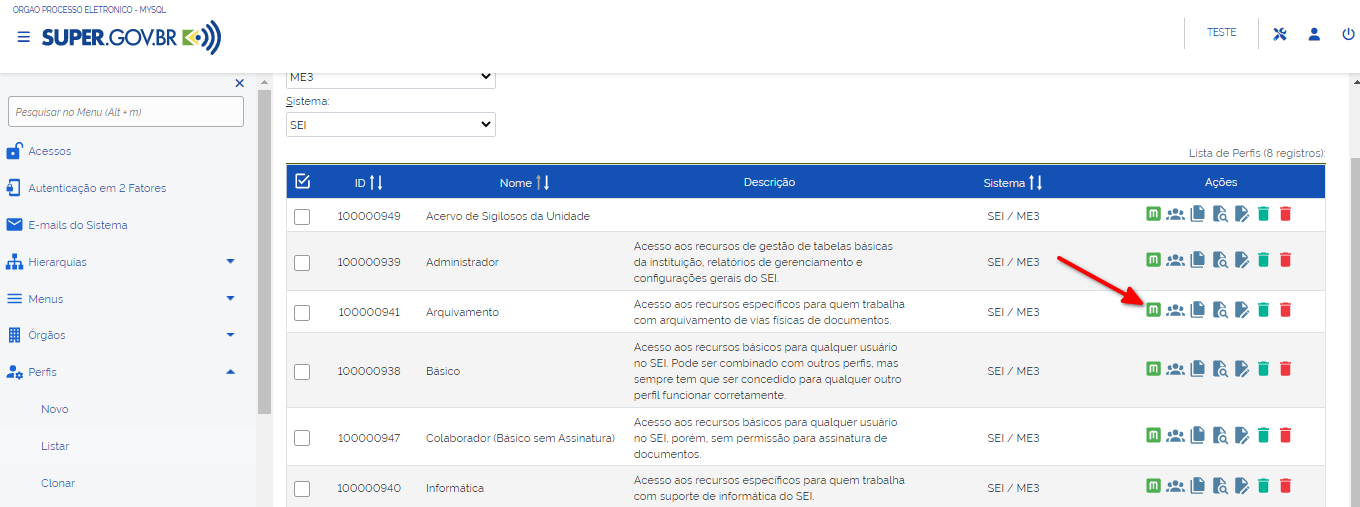 ORGAO PROCESSO ELETRONICO - MYSQL
SUPER.GOV.BR
TESTE
Pesquisar no Menu (Alt + m)
Acessos
Autenticação em 2 Fatores
E-mails do Sistema
Hierarquias
Menus
Órgãos
Perfis
Novo
Listar
Clonar
ME3
Sistema:
SEI
Lista de Perfis (8 registros):
ID Nome Descrição Sistema Ações
100000949 Acervo de Sigilosos da Unidade SEI / ME3
Acesso aos recursos de gestão de tabelas básicas
100000939 Administrador da instituição, relatórios de gerenciamento e SEI / ME3
configurações gerais do SEI.
Acesso aos recursos específicos para quem trabalha
100000941 Arquivamento SEI / ME3
com arquivamento de vias físicas de documentos.
Acesso aos recursos básicos para qualquer usuário
no SEI. Pode ser combinado com outros perfis, mas
100000938 Básico SEI / ME3
sempre tem que ser concedido para qualquer outro
perfil funcionar corretamente.
Acesso aos recursos básicos para qualquer usuário
100000947 Colaborador (Básico sem Assinatura) no SEI, porém, sem permissão para assinatura de SEI / ME3
documentos.
Acesso aos recursos específicos para quem trabalha
100000940 Informática SEI / ME3
com suporte de informática do SEI.